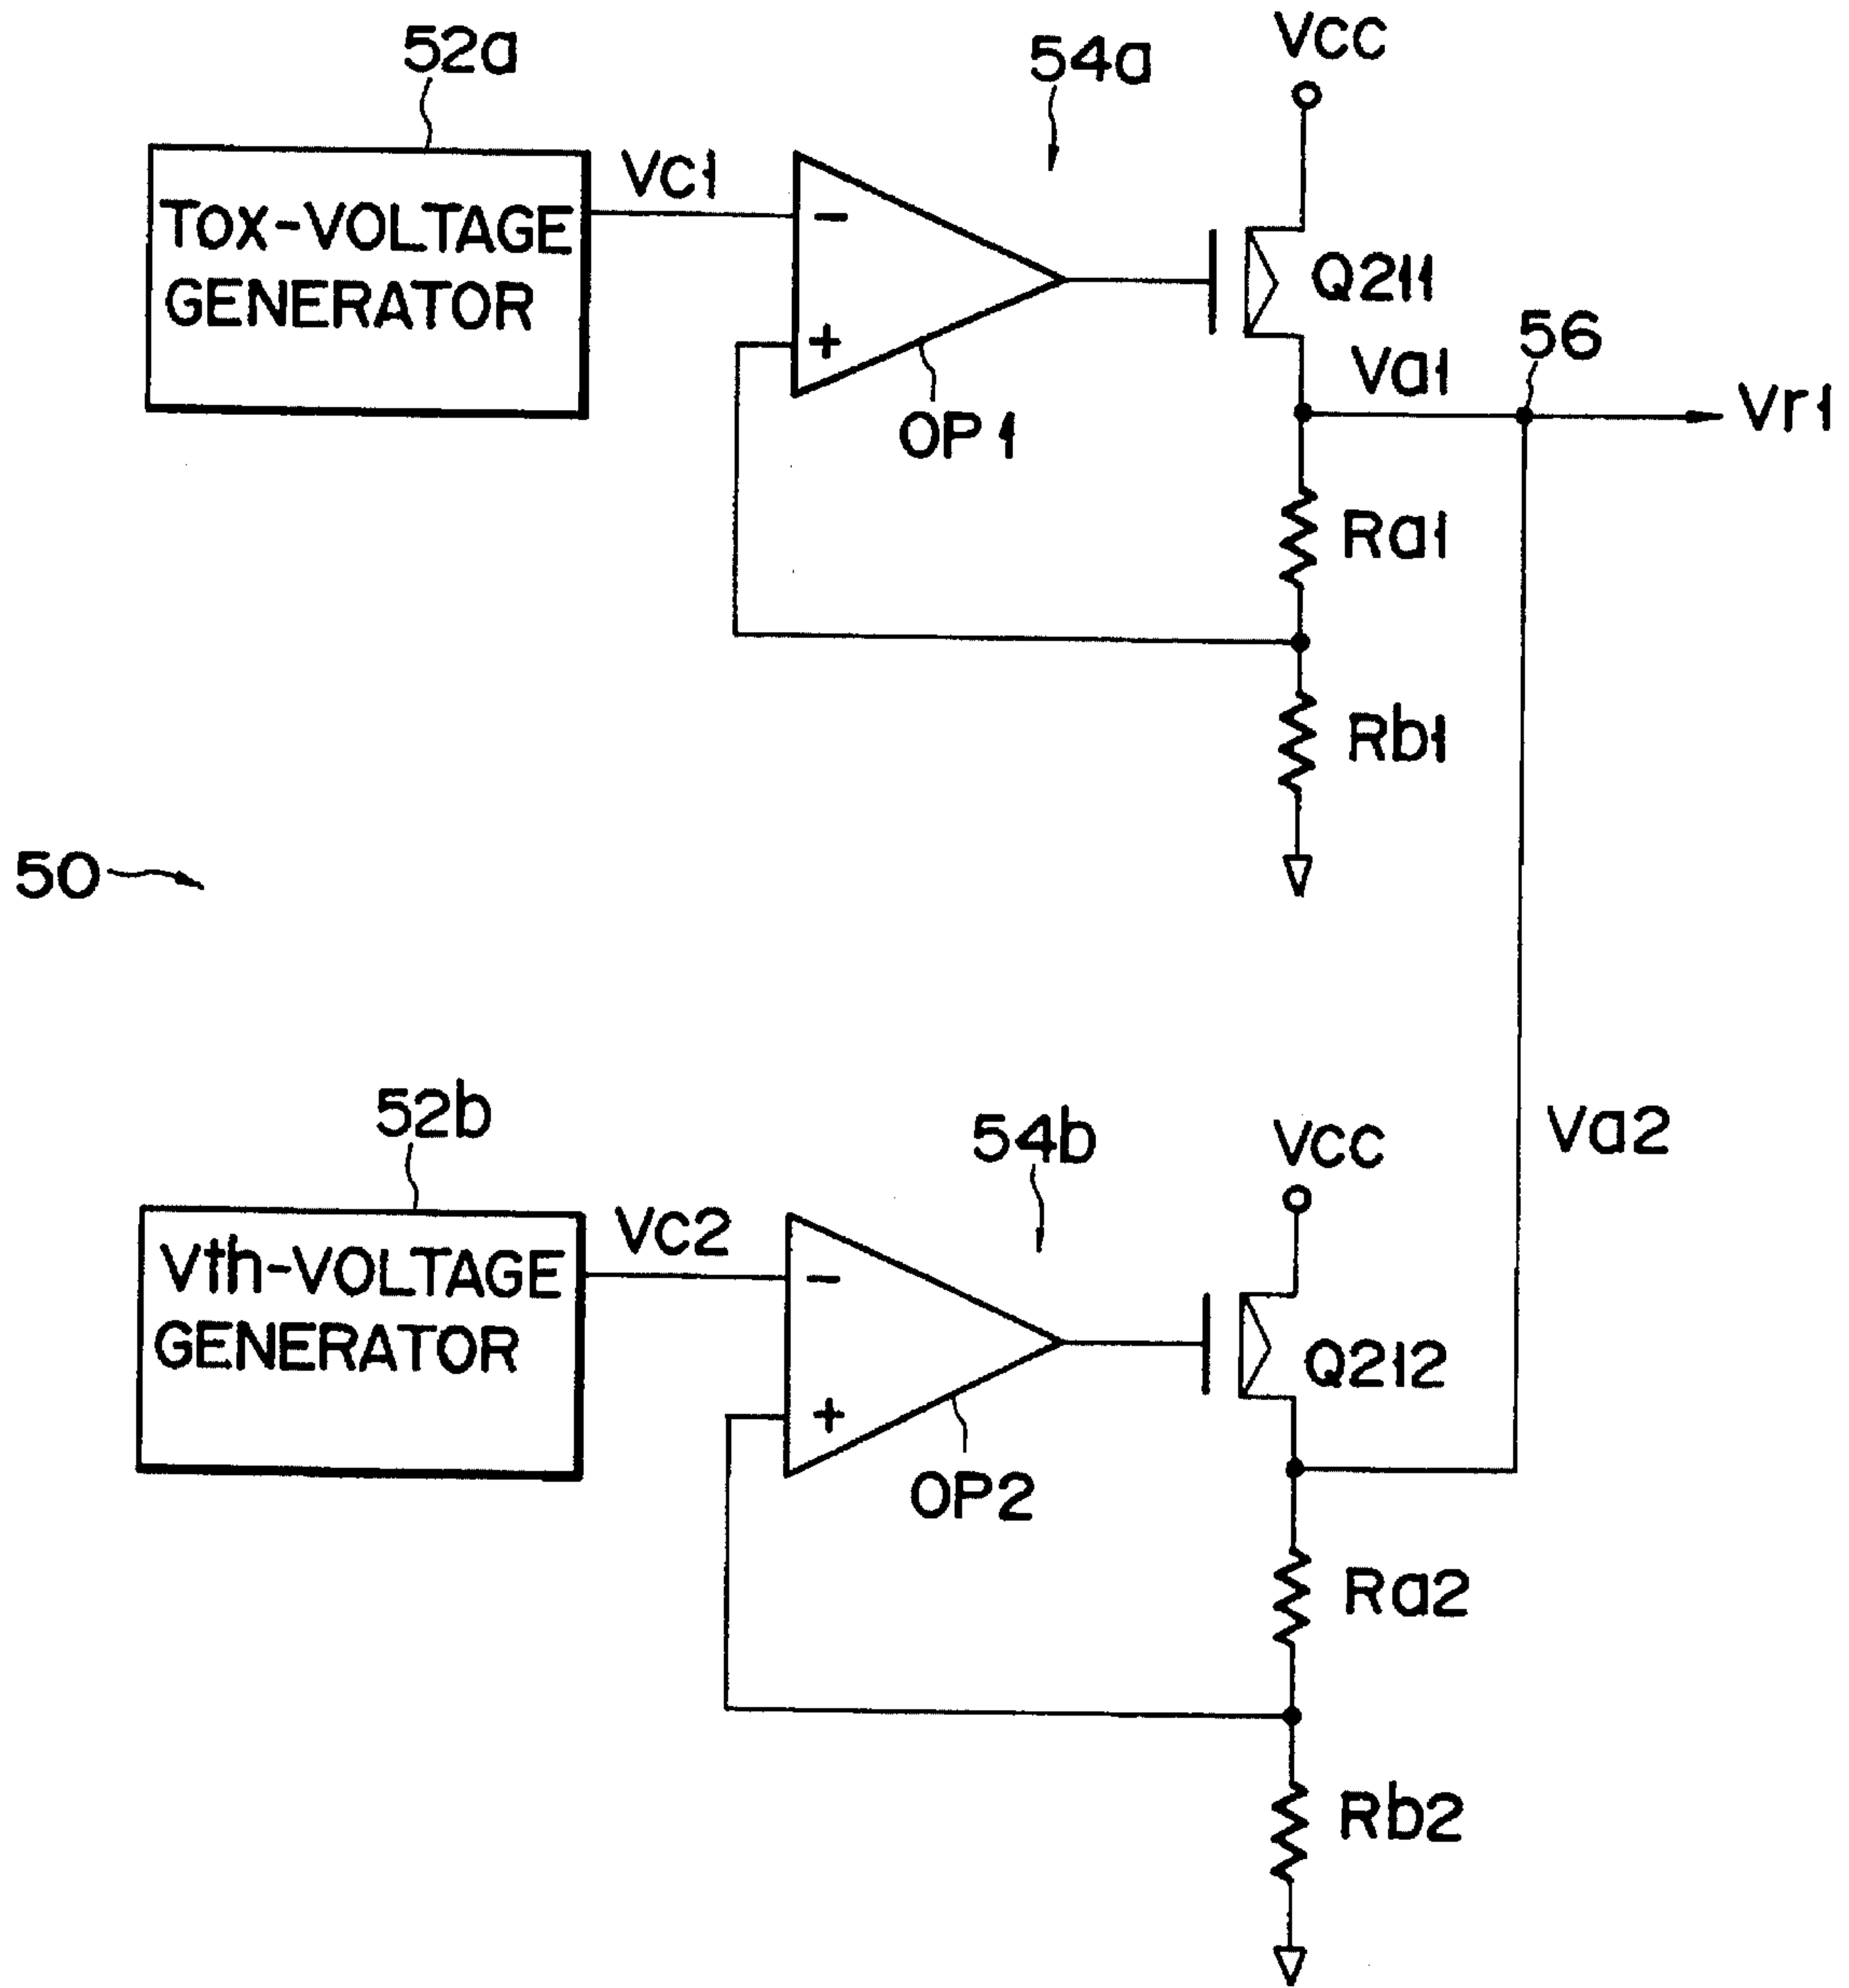 52a
54a
VCC
TOX-VOLTAGE
GENERATOR
Vc1
-
+
OP1
Q211
Va1
56
Vr1
Ra1
Rb1
50
52b
54b
VCC
Va2
Vth-VOLTAGE
GENERATOR
Vc2
-
+
OP2
Q212
Ra2
Rb2